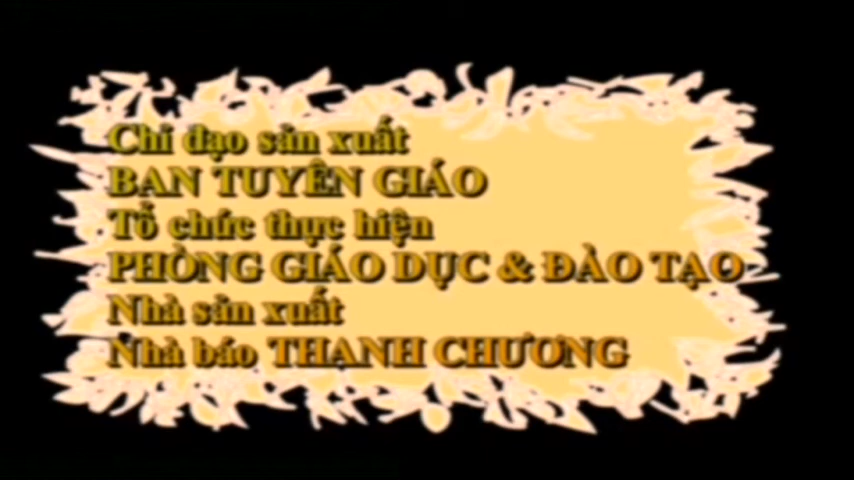 Chỉ đạo sản xuất
BAN TUYÊN GIÁO
Tổ chức thực hiện
PHÒNG GIÁO DỤC & ĐÀO TẠO
Nhà sản xuất
Nhà báo THANH CHƯƠNG